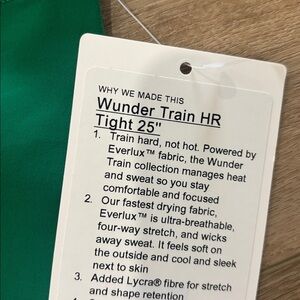 WHY WE MADE THIS
Wunder Train HR
Tight 25"
1. Train hard, not hot. Powered by
Everlux™ fabric, the Wunder
Train collection manages heat
and sweat so you stay
comfortable and focused
2. Our fastest drying fabric,
Everlux™ is ultra-breathable,
four-way stretch, and wicks
away sweat. It feels soft on
the outside and cool and sleek
next to skin
3. Added Lycra® fibre for stretch
and shape retention